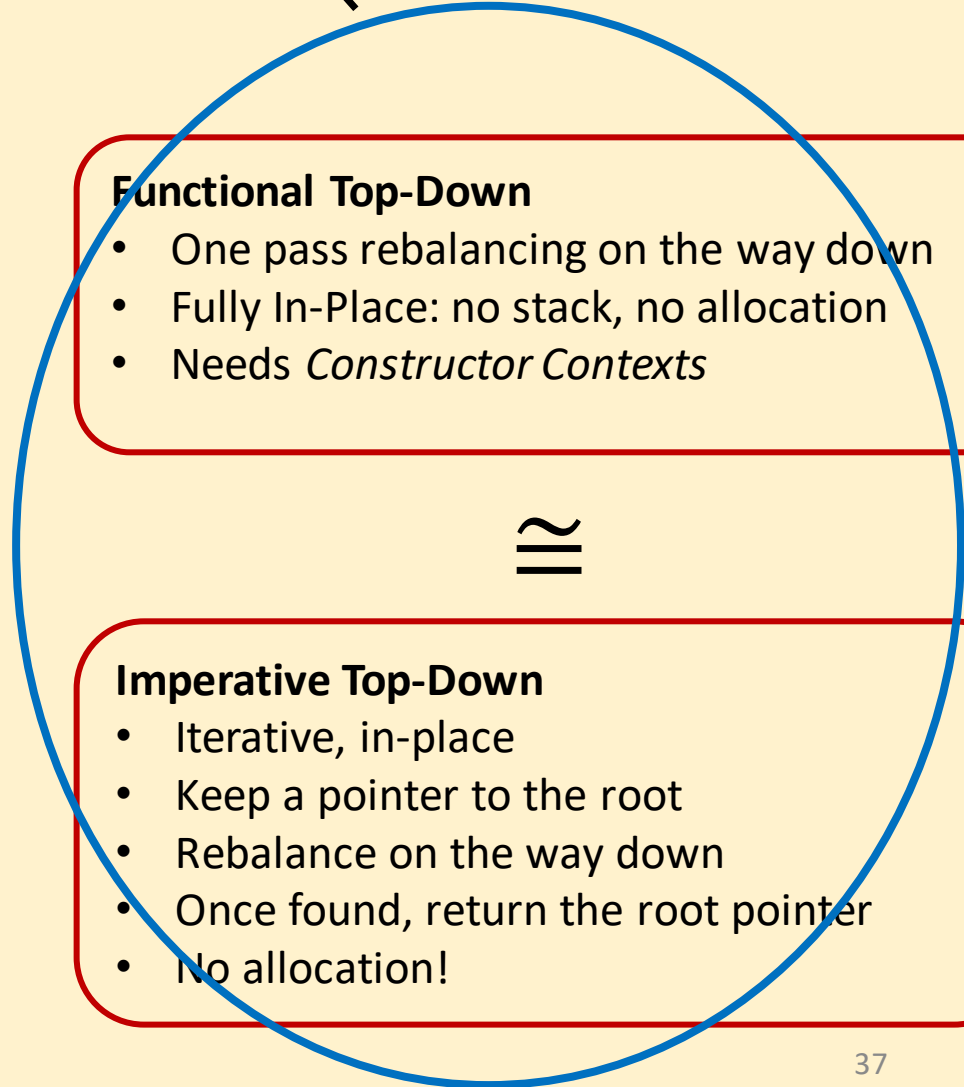 Functional Top-Down
• One pass rebalancing on the way down
• Fully In-Place: no stack, no allocation
• Needs Constructor Contexts
≅
Imperative Top-Down
• Iterative, in-place
• Keep a pointer to the root
• Rebalance on the way down
• Once found, return the root pointer
• No allocation!
37